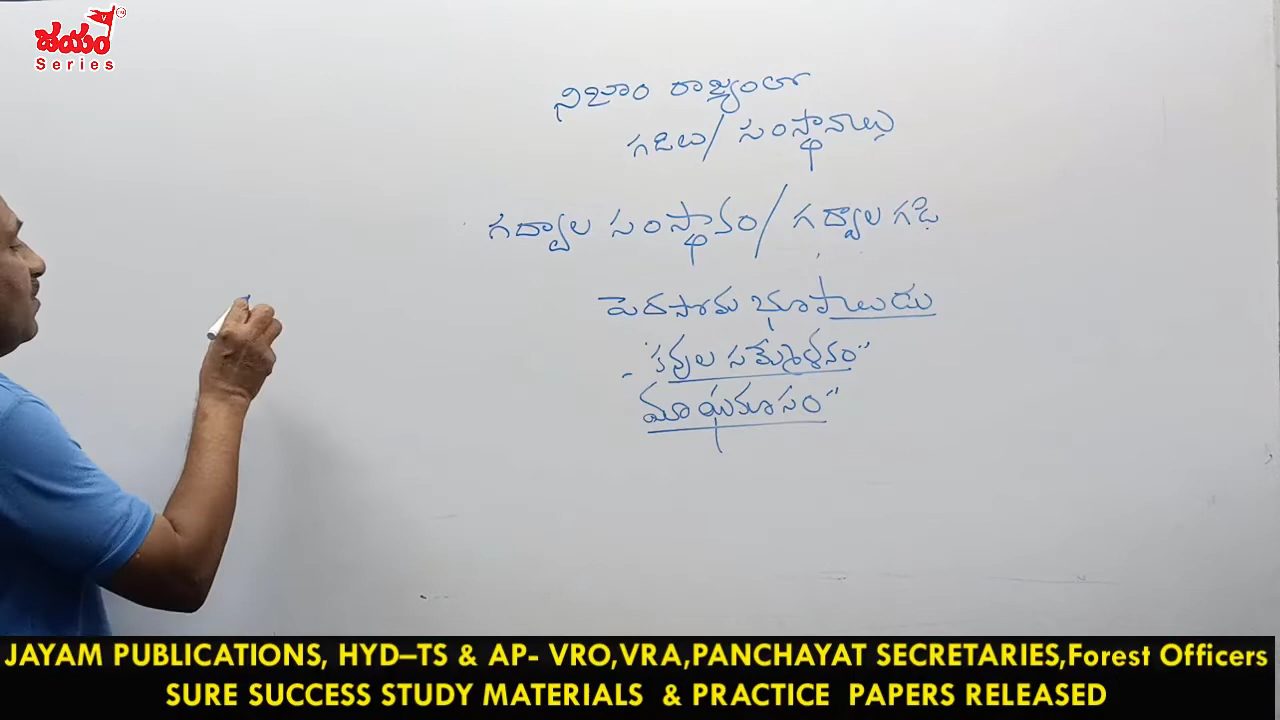 జయం
Series
నిజాం రాజ్యంలో
గడిలు/ సంస్థానాలు
గద్వాల సంస్థానం/ గద్వాల గడి
పెదసోమ భూపాలుడు
- "కవుల సమ్మేళనం"
మాఘమాసం"
JAYAM PUBLICATIONS, HYD–TS & AP- VRO,VRA,PANCHAYAT SECRETARIES,Forest Officers
SURE SUCCESS STUDY MATERIALS & PRACTICE PAPERS RELEASED